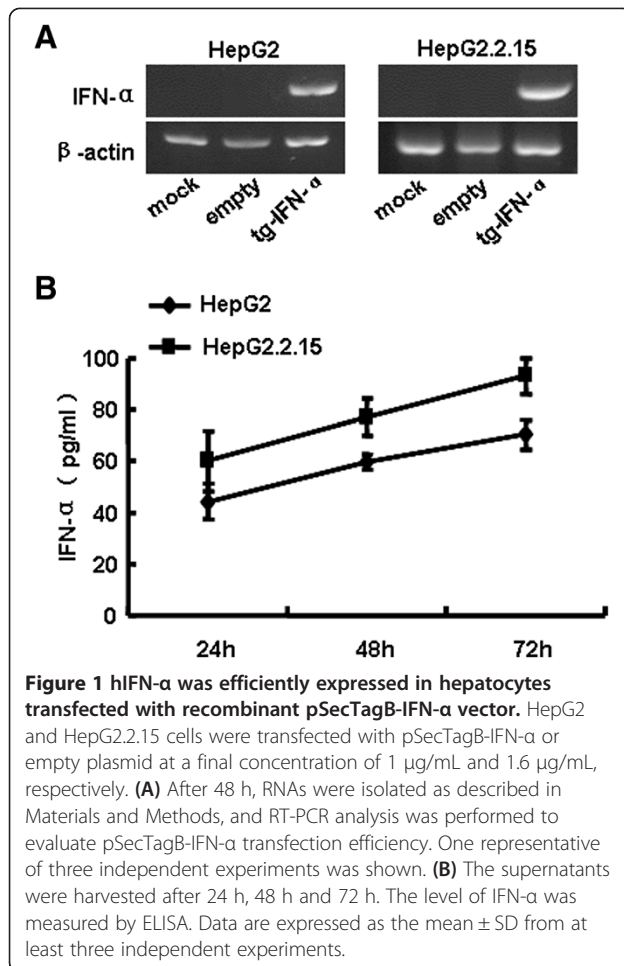 A
HepG2 HepG2.2.15
IFN-α
β-actin
mock empty tg-IFN-α mock empty tg-IFN-α
B
HepG2
HepG2.2.15
IFN-α ( pg/ml)
100
80
60
40
20
0
24h 48h 72h
Figure 1 hIFN-α was efficiently expressed in hepatocytes
transfected with recombinant pSecTagB-IFN-α vector. HepG2
and HepG2.2.15 cells were transfected with pSecTagB-IFN-α or
empty plasmid at a final concentration of 1 μg/mL and 1.6 μg/mL,
respectively. (A) After 48 h, RNAs were isolated as described in
Materials and Methods, and RT-PCR analysis was performed to
evaluate pSecTagB-IFN-α transfection efficiency. One representative
of three independent experiments was shown. (B) The supernatants
were harvested after 24 h, 48 h and 72 h. The level of IFN-α was
measured by ELISA. Data are expressed as the mean ± SD from at
least three independent experiments.